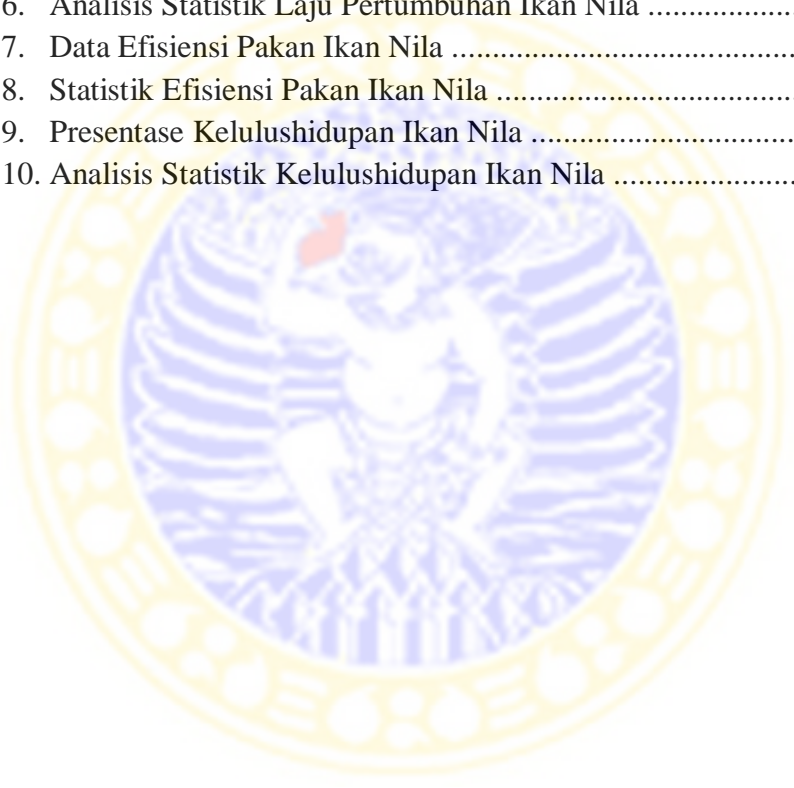 6. Analisis Statistik Laju Pertumbuhan Ikan Nila ..................
7. Data Efisiensi Pakan Ikan Nila ............................................
8. Statistik Efisiensi Pakan Ikan Nila ......................................
9. Presentase Kelulushidupan Ikan Nila ..................................
10. Analisis Statistik Kelulushidupan Ikan Nila ......................